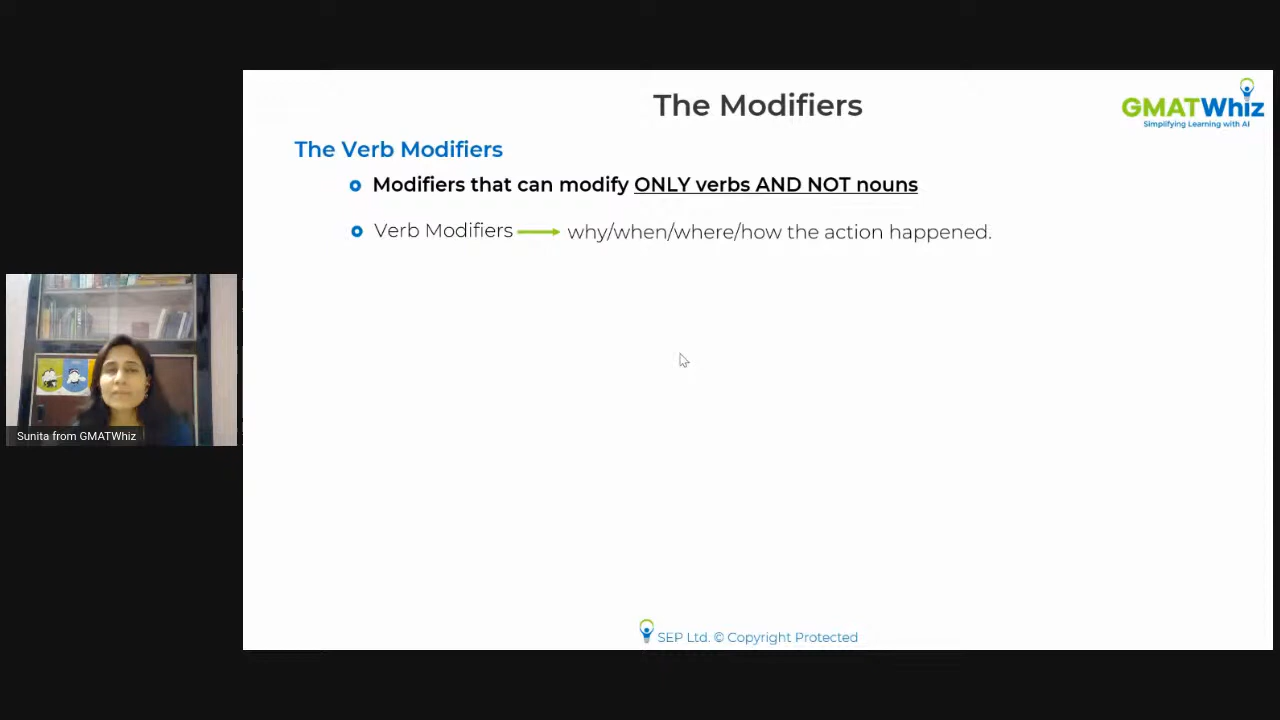 The Modifiers
GMATWhiz
Simplifying Learning with AI
The Verb Modifiers
Modifiers that can modify ONLY verbs AND NOT nouns
Verb Modifiers why/when/where/how the action happened.
Sunita from GMATWhiz
SEP Ltd. © Copyright Protected